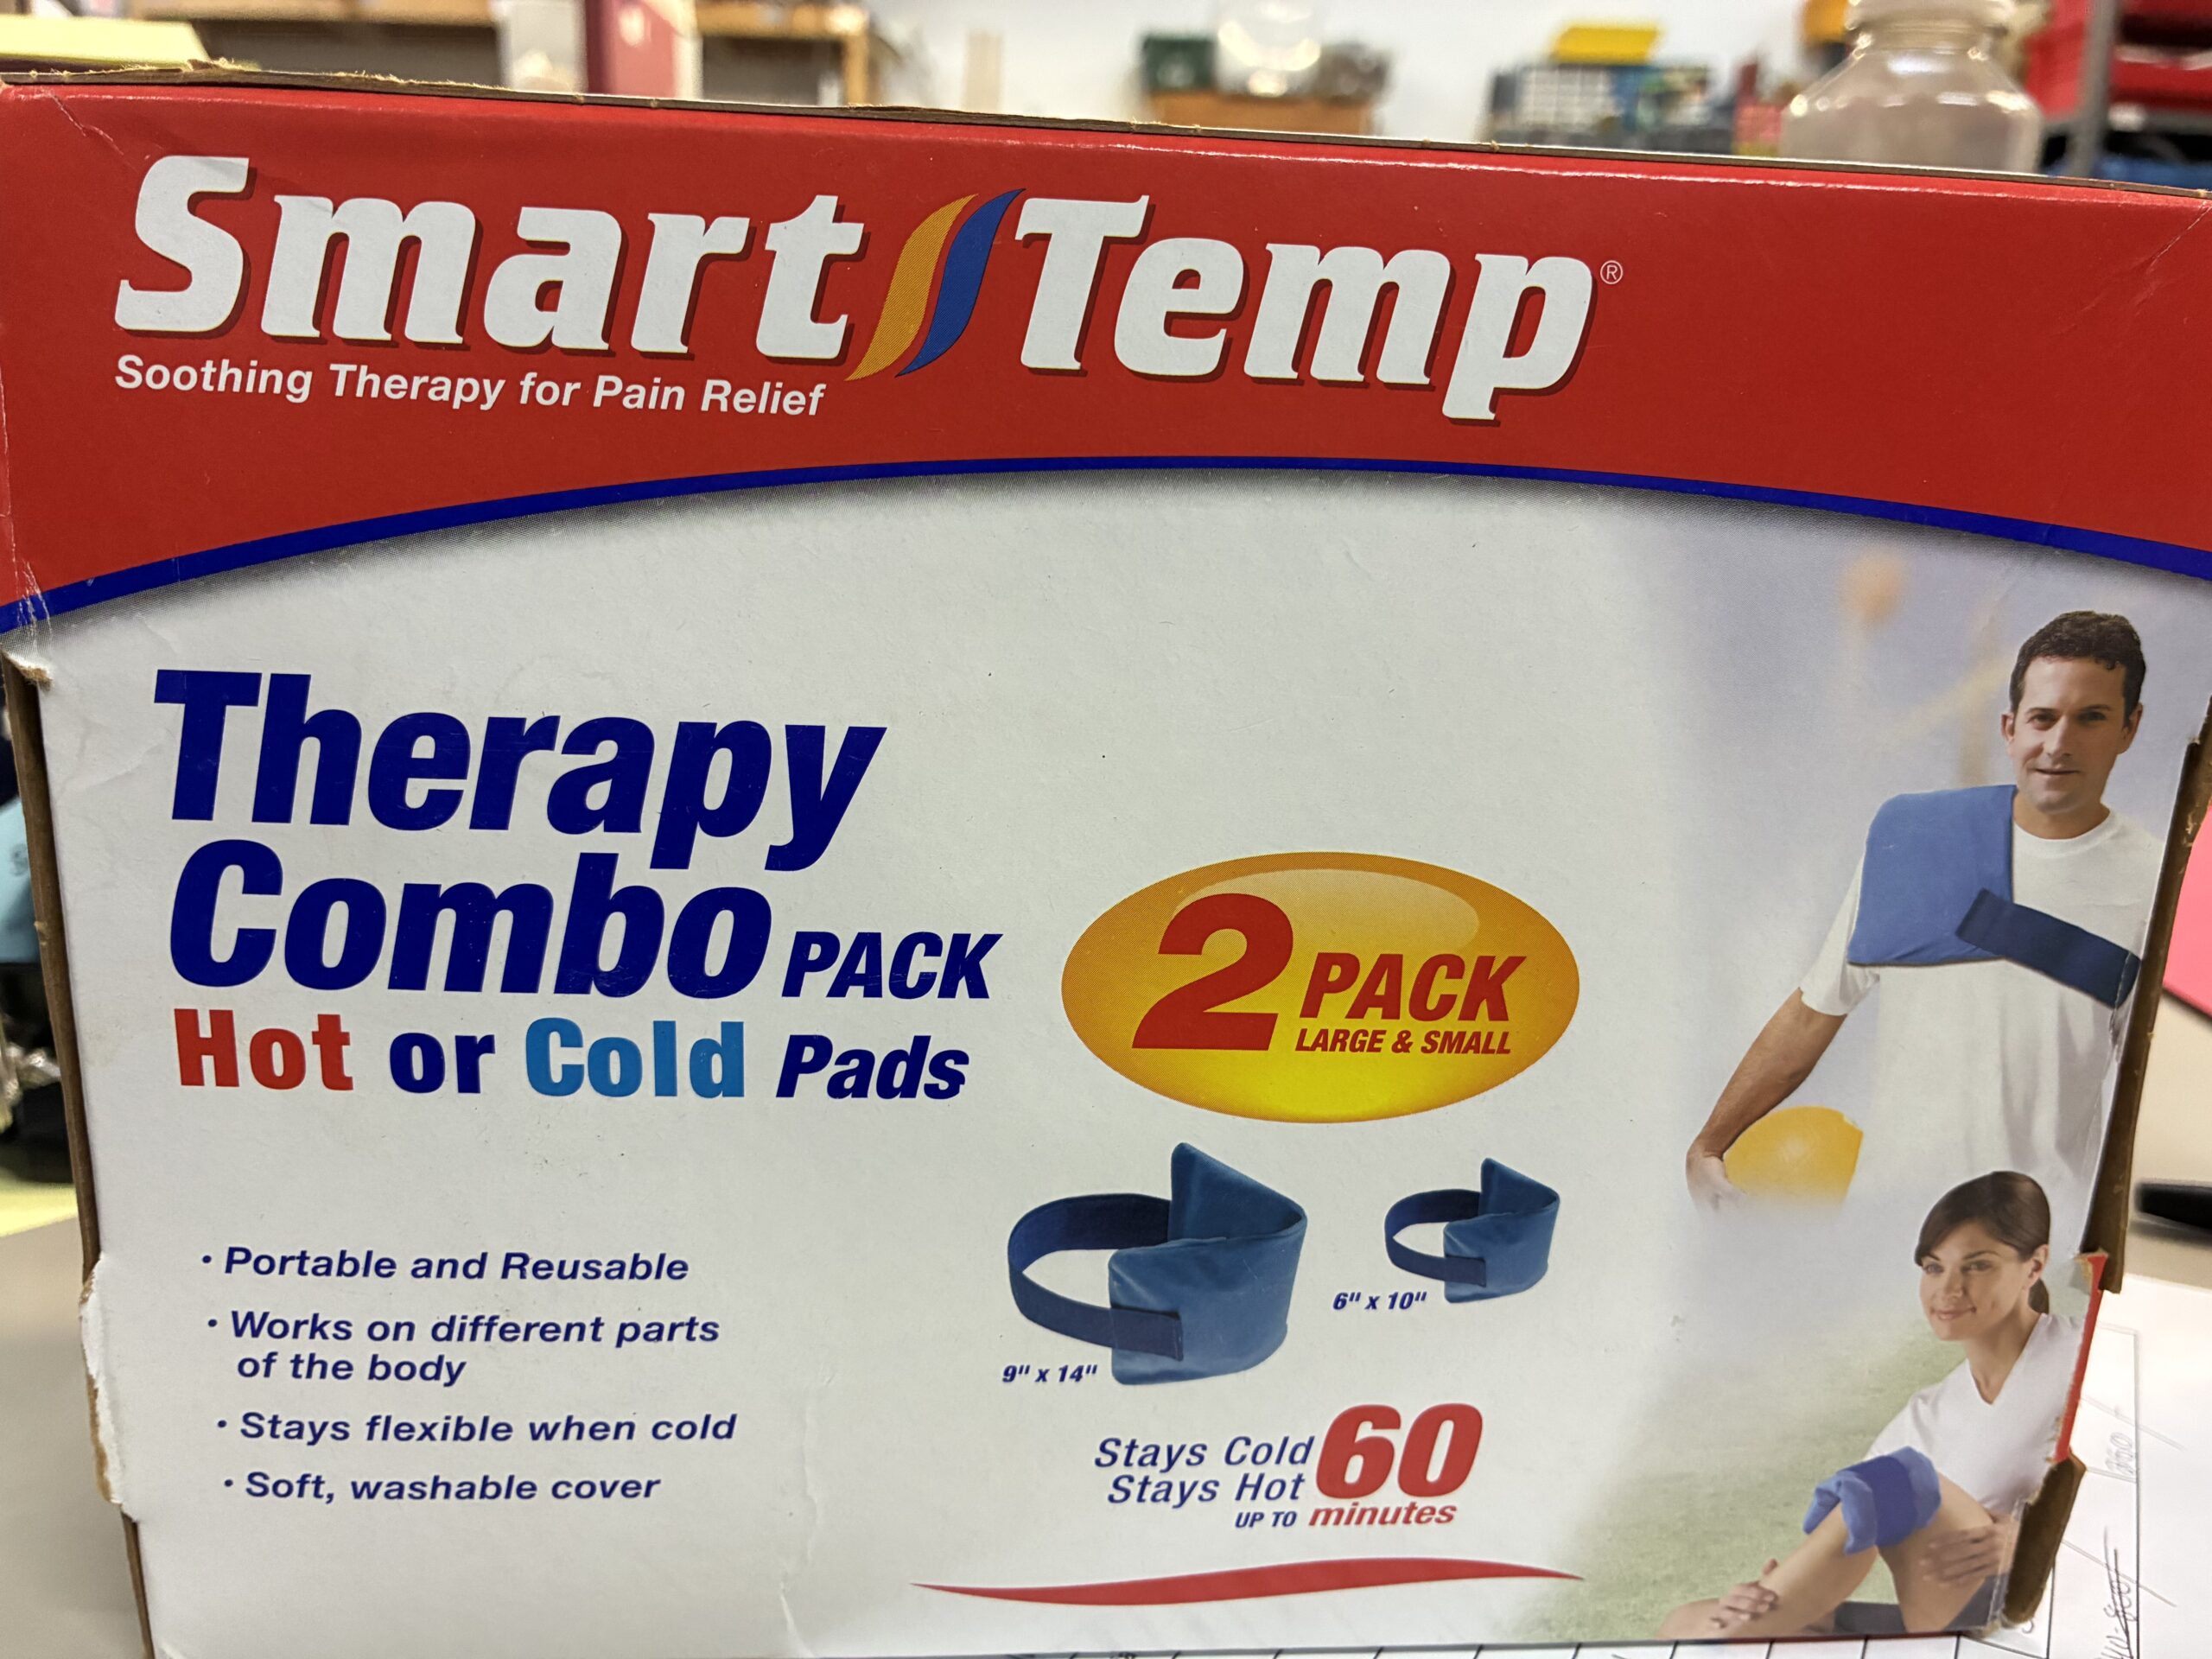 Smart Temp®
Soothing Therapy for Pain Relief
Therapy
Combo PACK
Hot or Cold Pads
2 PACK
LARGE & SMALL
• Portable and Reusable
• Works on different parts
of the body
• Stays flexible when cold
• Soft, washable cover
9" x 14"
6" x 10"
Stays Cold
Stays Hot
UP TO 60 minutes